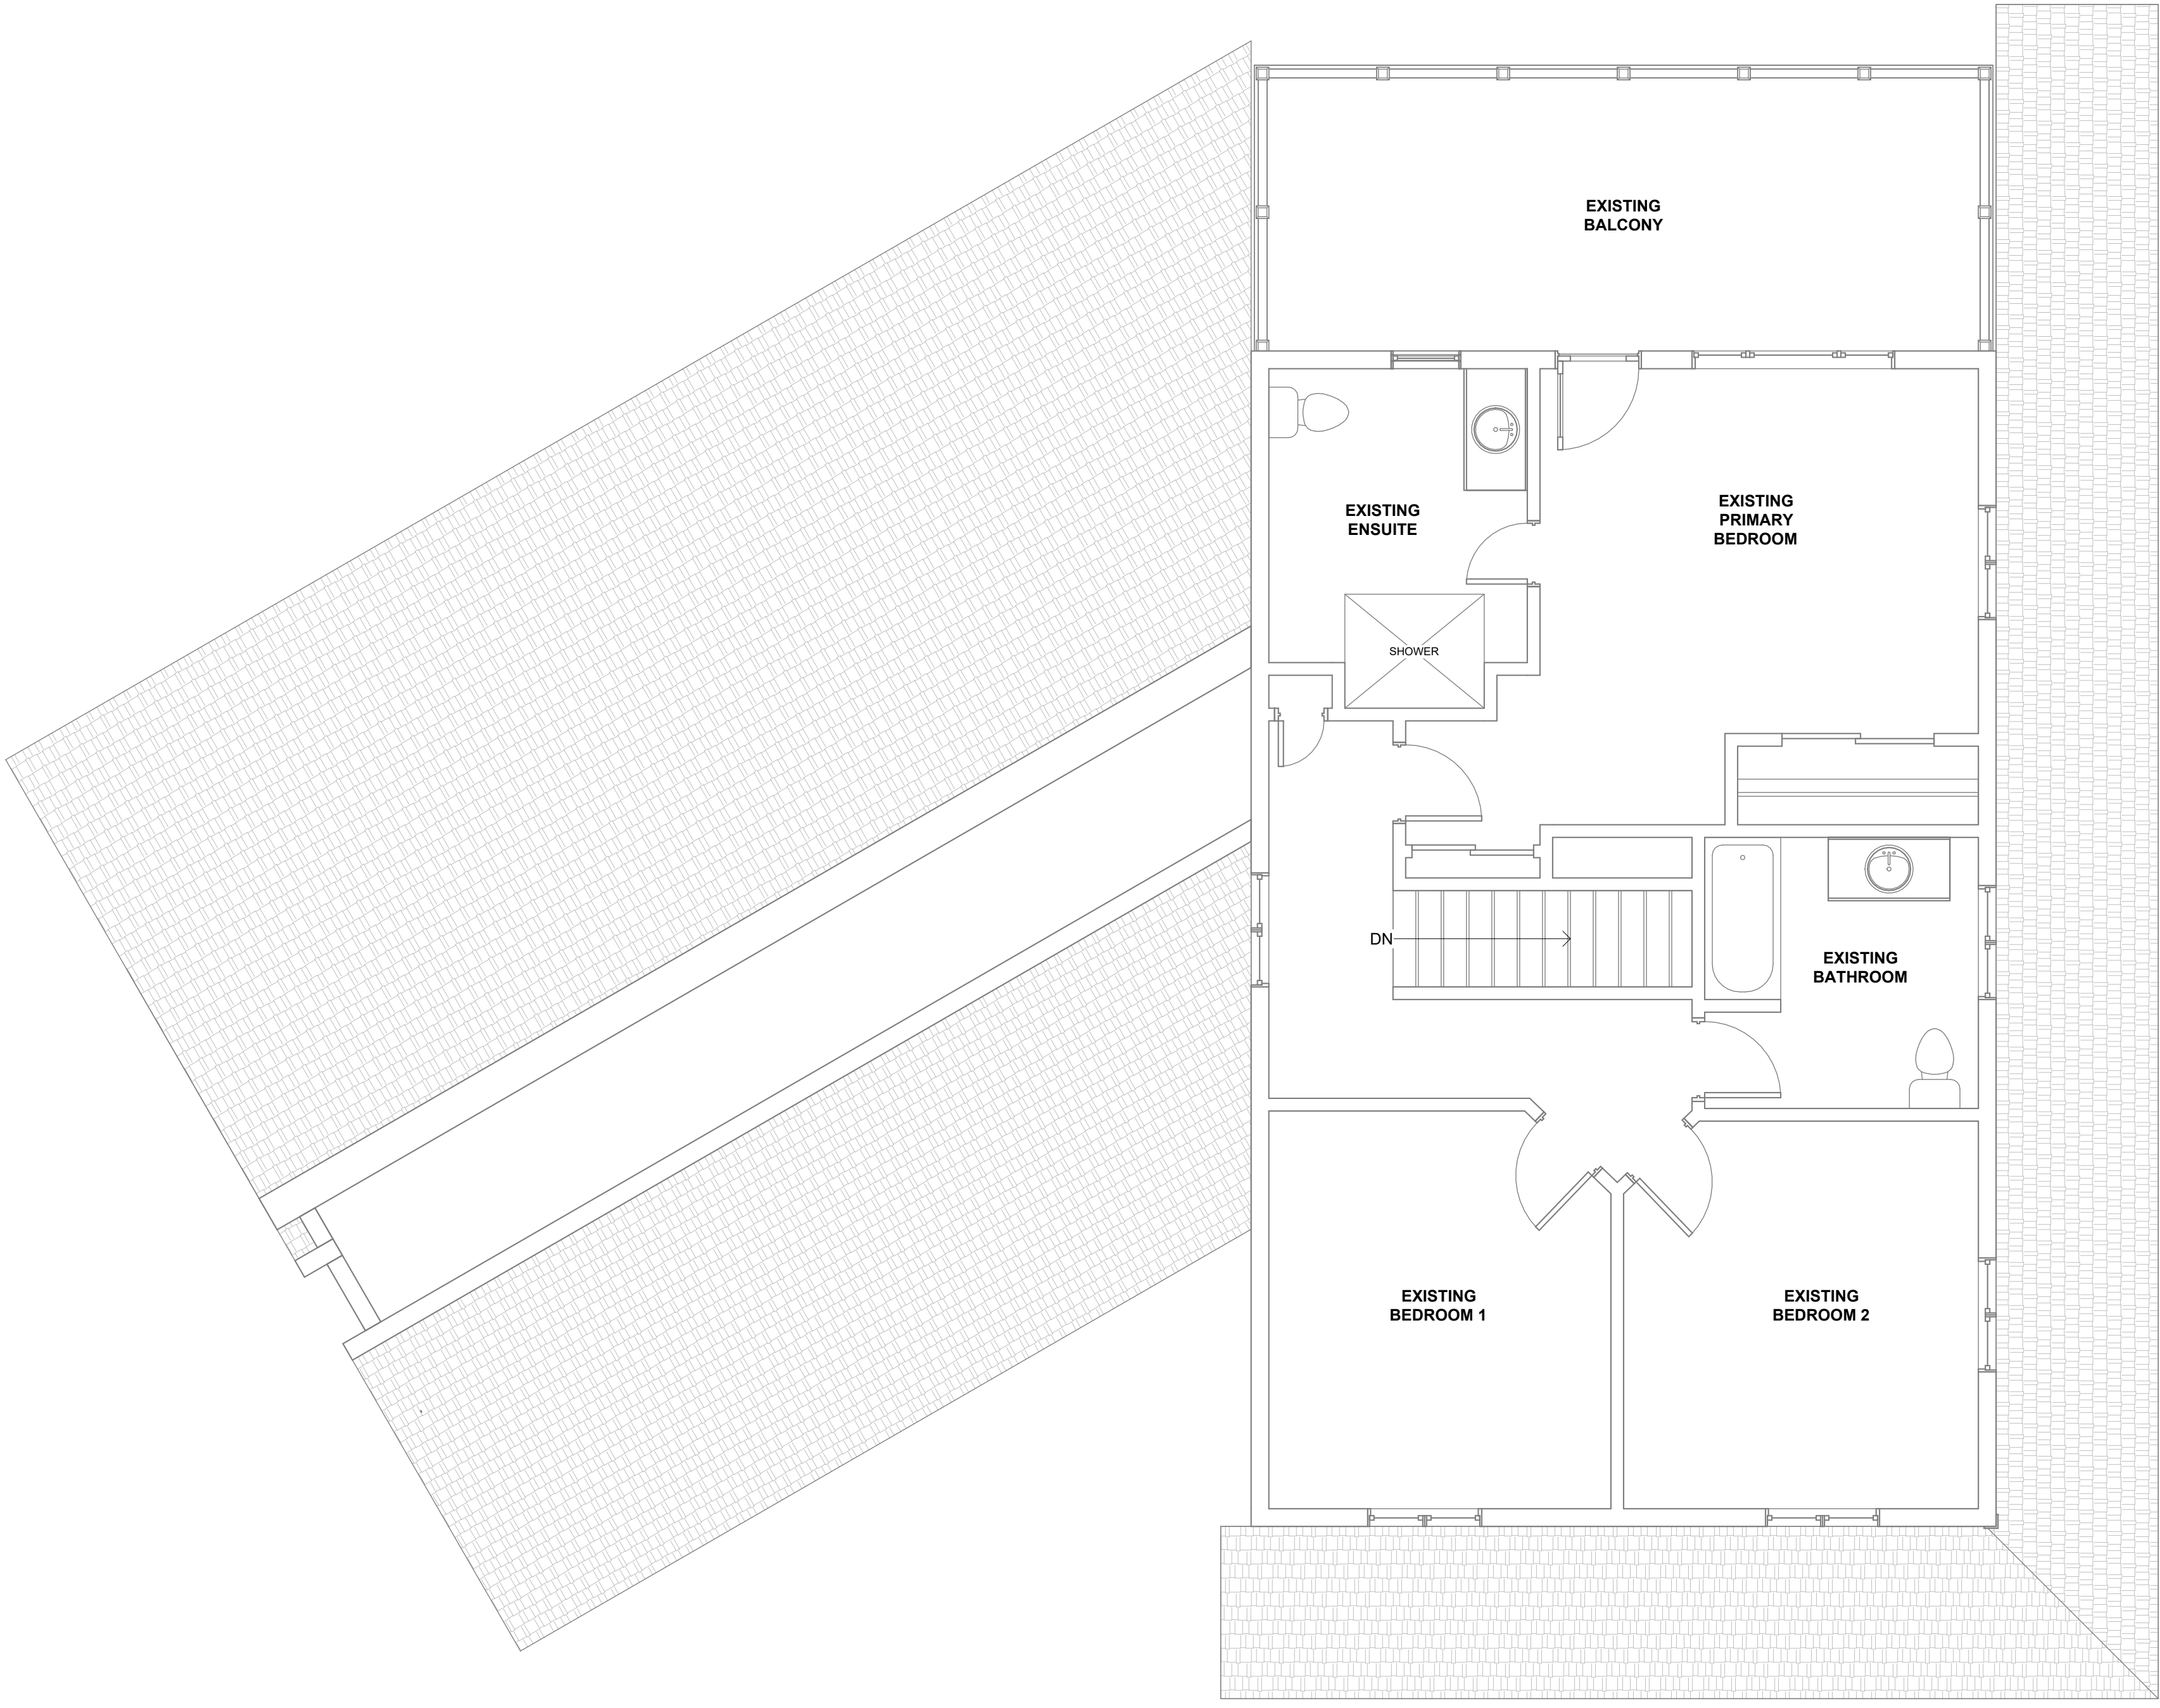 EXISTING
BALCONY
EXISTING
ENSUITE
EXISTING
PRIMARY
BEDROOM
SHOWER
DN
EXISTING
BATHROOM
EXISTING
BEDROOM 1
EXISTING
BEDROOM 2